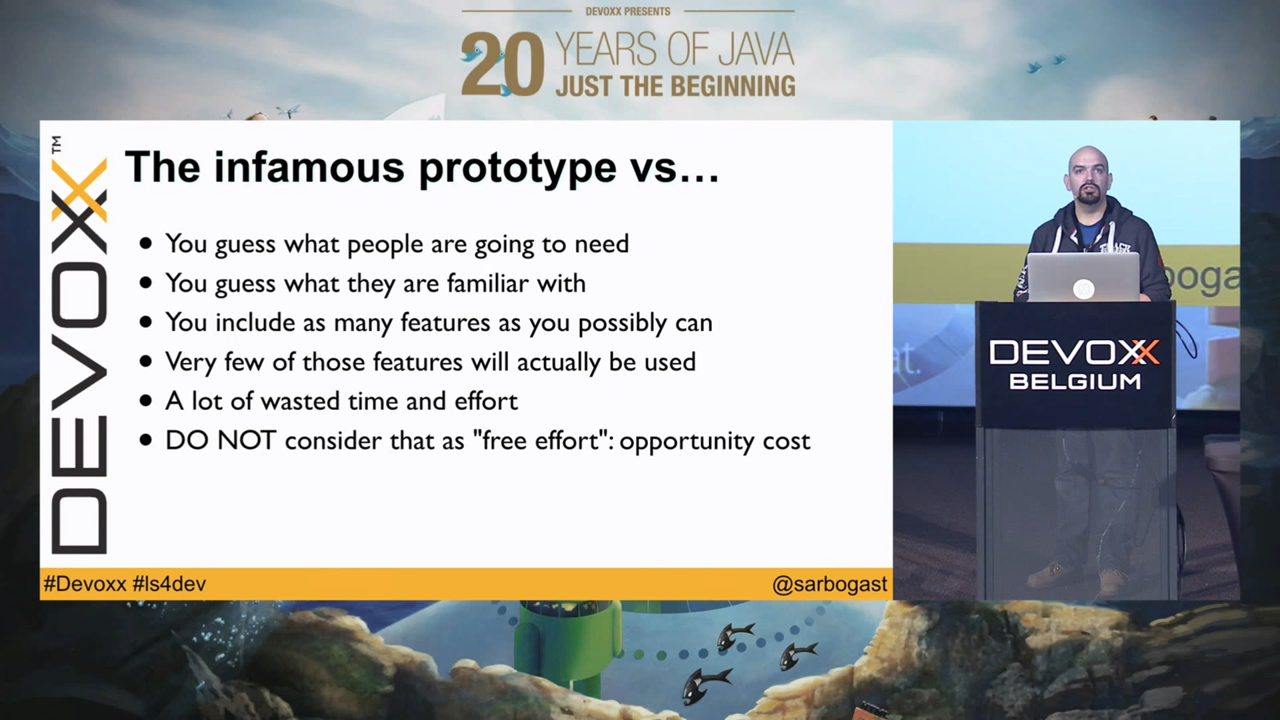 DEVOXX PRESENTS
20 YEARS OF JAVA
JUST THE BEGINNING
DEVOXX™
The infamous prototype vs…
• You guess what people are going to need
• You guess what they are familiar with
• You include as many features as you possibly can
• Very few of those features will actually be used
• A lot of wasted time and effort
• DO NOT consider that as "free effort": opportunity cost
#Devoxx #ls4dev
@sarbogast
boga
at.
DEVOXX
BELGIUM